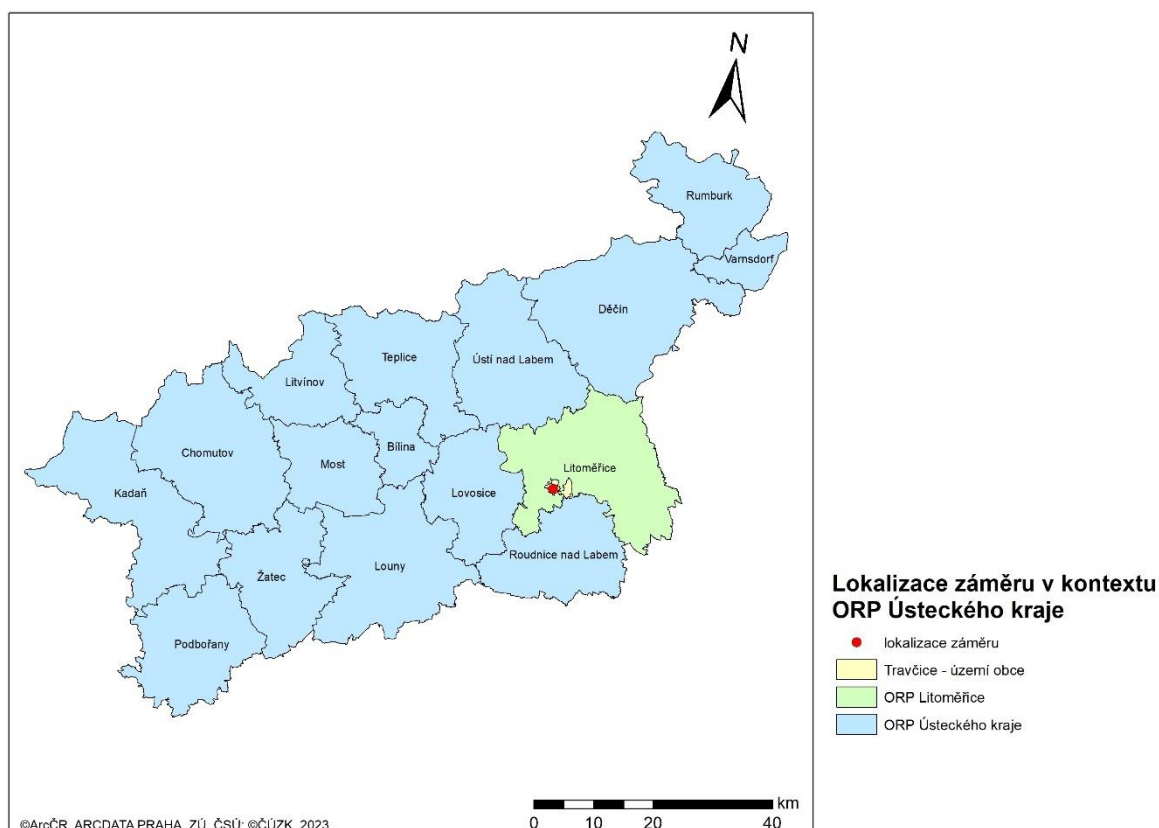 N
Rumburk
Varnsdorf
Děčín
Teplice
Ústí nad Labem
Litvínov
Chomutov
Bílina
Most
Litoměřice
Kadaň
Lovosice
Roudnice nad Labem
Louny
Žatec
Podbořany
Lokalizace záměru v kontextu
ORP Ústeckého kraje
lokalizace záměru
Travčice - území obce
ORP Litoměřice
ORP Ústeckého kraje
km
0 10 20 40
©ArcČR, ARCDATA PRAHA, ZÚ, ČSÚ; ©ČÚZK, 2023